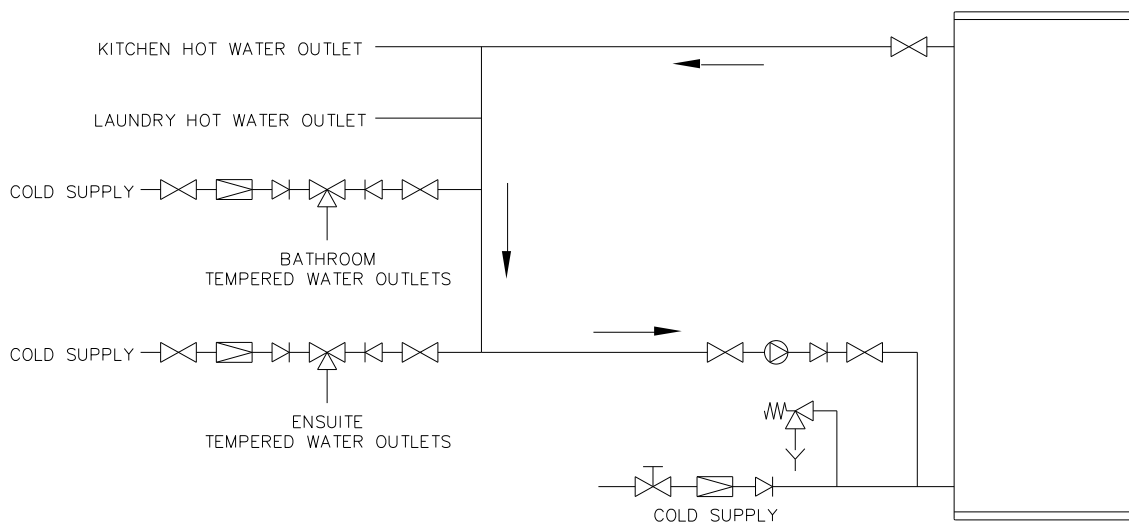 KITCHEN HOT WATER OUTLET
LAUNDRY HOT WATER OUTLET
COLD SUPPLY
BATHROOM
TEMPERED WATER OUTLETS
COLD SUPPLY
ENSUITE
TEMPERED WATER OUTLETS
COLD SUPPLY